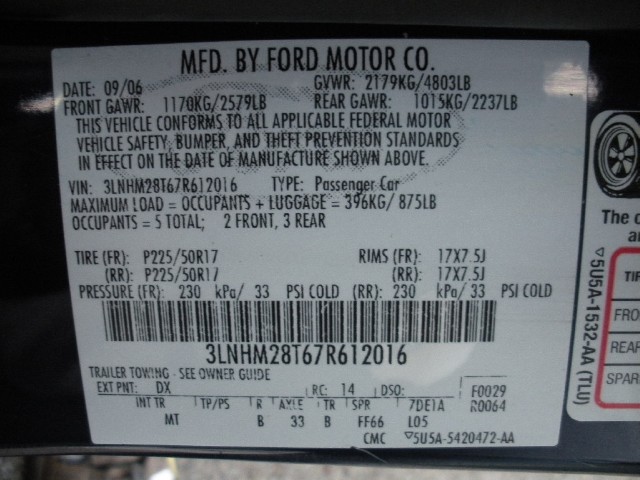 MFD. BY FORD MOTOR CO.
DATE: 09/06 GVWR: 2179KG/4803LB
FRONT GAWR: 1170KG/2579LB REAR GAWR: 1015KG/2237LB
THIS VEHICLE CONFORMS TO ALL APPLICABLE FEDERAL MOTOR
VEHICLE SAFETY, BUMPER, AND THEFT PREVENTION STANDARDS
IN EFFECT ON THE DATE OF MANUFACTURE SHOWN ABOVE.
VIN: 3LNHM28T67R612016 TYPE: Passenger Car
MAXIMUM LOAD = OCCUPANTS + LUGGAGE = 396KG/ 875LB
OCCUPANTS = 5 TOTAL; 2 FRONT, 3 REAR
TIRE (FR): P225/50R17 RIMS (FR): 17X7.5J
(RR): P225/50R17 (RR): 17X7.5J
PRESSURE (FR): 230 kPa/ 33 PSI COLD (RR): 230 kPa/ 33 PSI COLD
3LNHM28T67R612016
TRAILER TOWING - SEE OWNER GUIDE
EXT PNT: DX RC: 14 DSO: F0029
INT TR TP/PS R AXLE TR SPR 7DE1A R0064
MT B 33 B FF66 L05
CMC ▽5U5A-5420472-AA
▽5U5A-1532-AA (TLU)
The c
an
TIR
FRO
REAR
SPAR